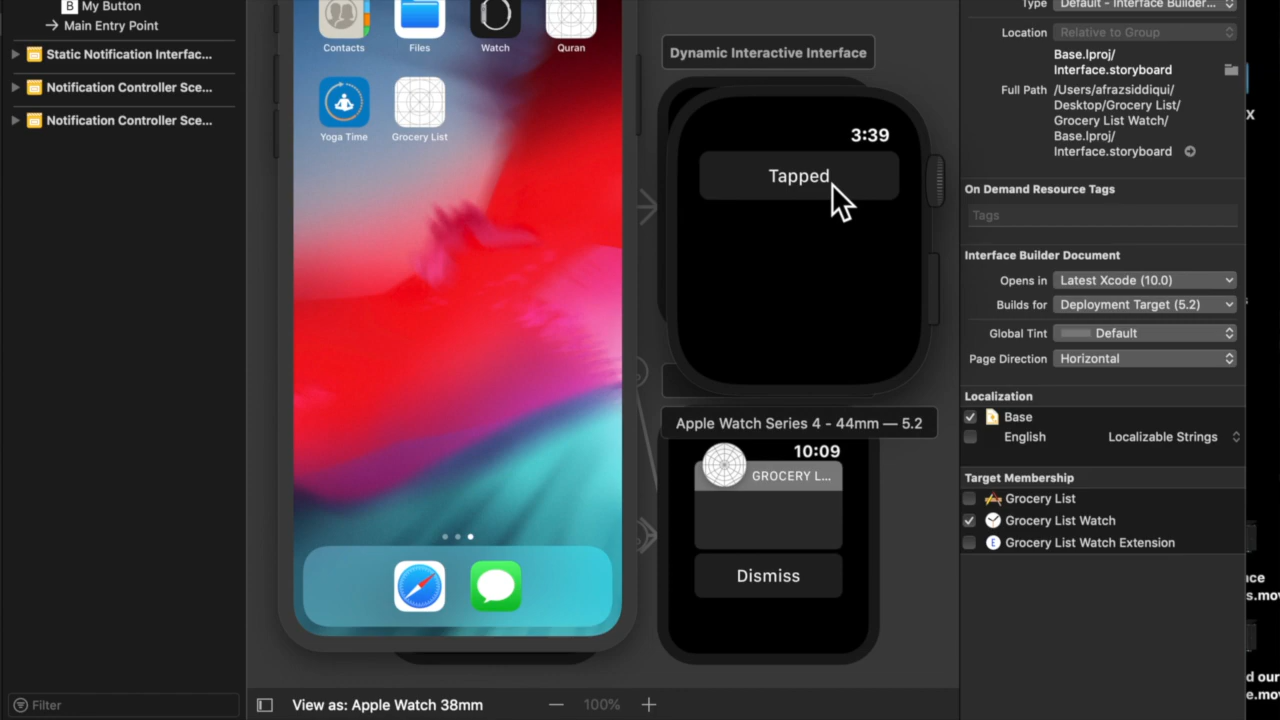 B My Button
Main Entry Point
Static Notification Interfac...
Notification Controller Sce...
Notification Controller Sce...
Filter
Contacts
Files
Watch
Quran
Yoga Time
Grocery List
View as: Apple Watch 38mm
100%
Dynamic Interactive Interface
3:39
Tapped
Apple Watch Series 4 - 44mm — 5.2
10:09
GROCERY L...
Dismiss
Type Default - Interface Builder...
Location Relative to Group
Base.lproj/
Interface.storyboard
Full Path /Users/afrazsiddiqui/
Desktop/Grocery List/
Grocery List Watch/
Base.lproj/
Interface.storyboard
On Demand Resource Tags
Tags
Interface Builder Document
Opens in Latest Xcode (10.0)
Builds for Deployment Target (5.2)
Global Tint Default
Page Direction Horizontal
Localization
Base
English Localizable Strings
Target Membership
Grocery List
Grocery List Watch
E Grocery List Watch Extension